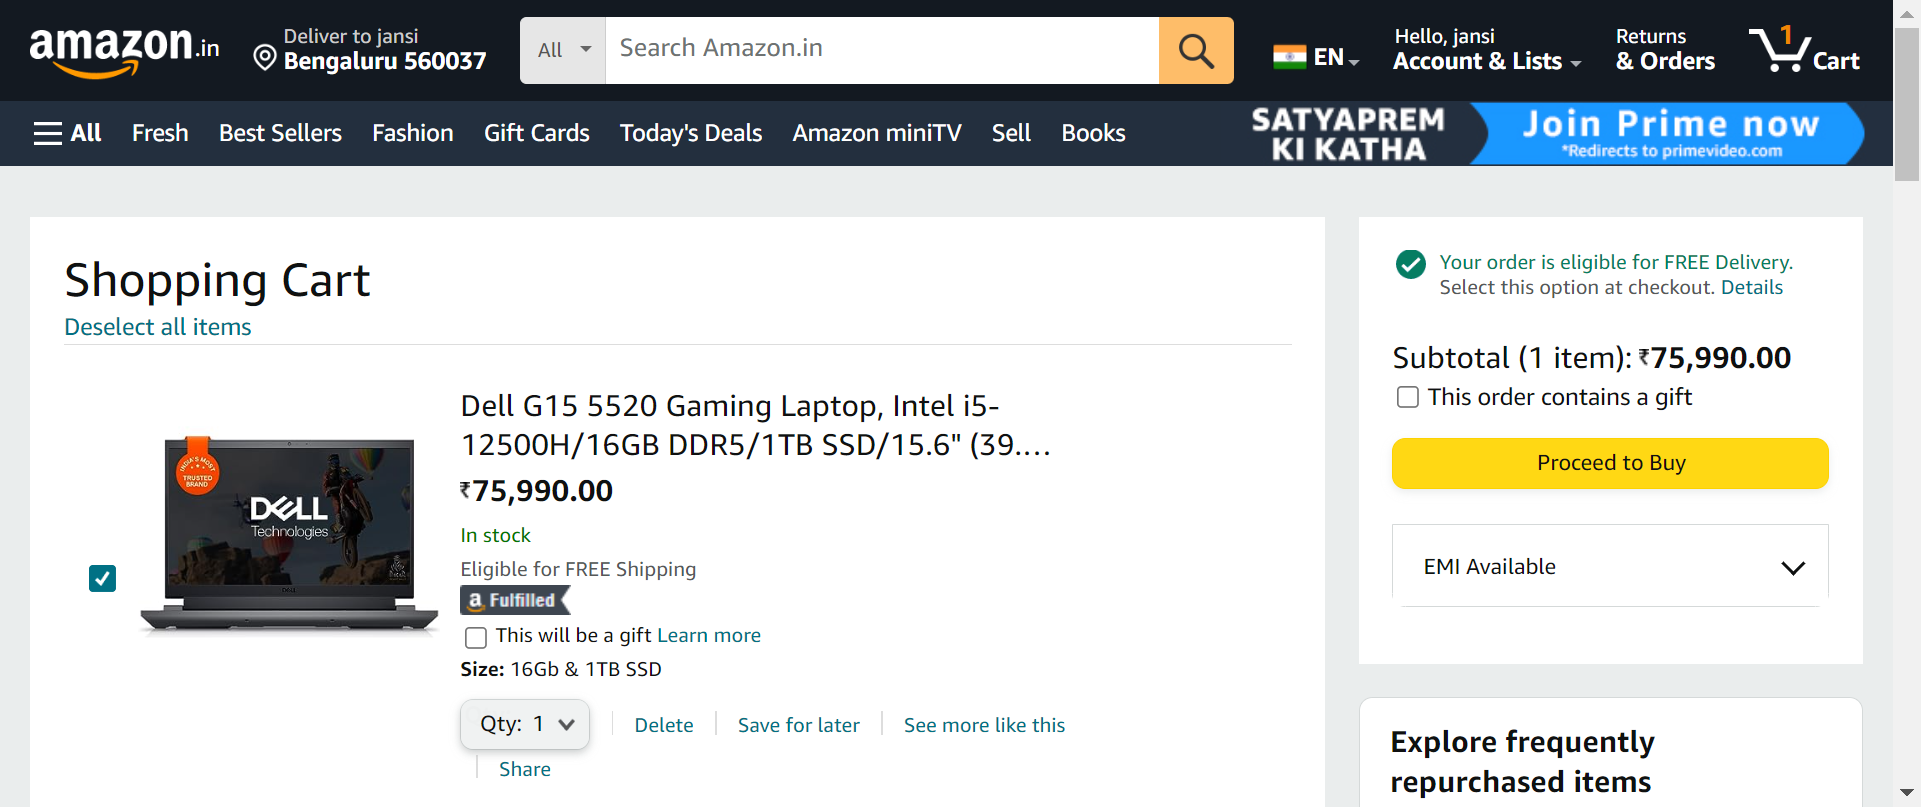 amazon.in
Deliver to jansi
Bengaluru 560037
All
Search Amazon.in
EN
Hello, jansi
Account & Lists
Returns
& Orders
1
Cart
All
Fresh
Best Sellers
Fashion
Gift Cards
Today's Deals
Amazon miniTV
Sell
Books
SATYAPREM
KI KATHA
Join Prime now
*Redirects to primevideo.com
Shopping Cart
Deselect all items
INDIA'S MOST
TRUSTED
BRAND
DELL
Technologies
Dell G15 5520 Gaming Laptop, Intel i5-
12500H/16GB DDR5/1TB SSD/15.6" (39.…
₹75,990.00
In stock
Eligible for FREE Shipping
a Fulfilled
This will be a gift Learn more
Size: 16Gb & 1TB SSD
Qty: 1
Delete
Save for later
See more like this
Share
Your order is eligible for FREE Delivery.
Select this option at checkout. Details
Subtotal (1 item): ₹75,990.00
This order contains a gift
Proceed to Buy
EMI Available
Explore frequently
repurchased items